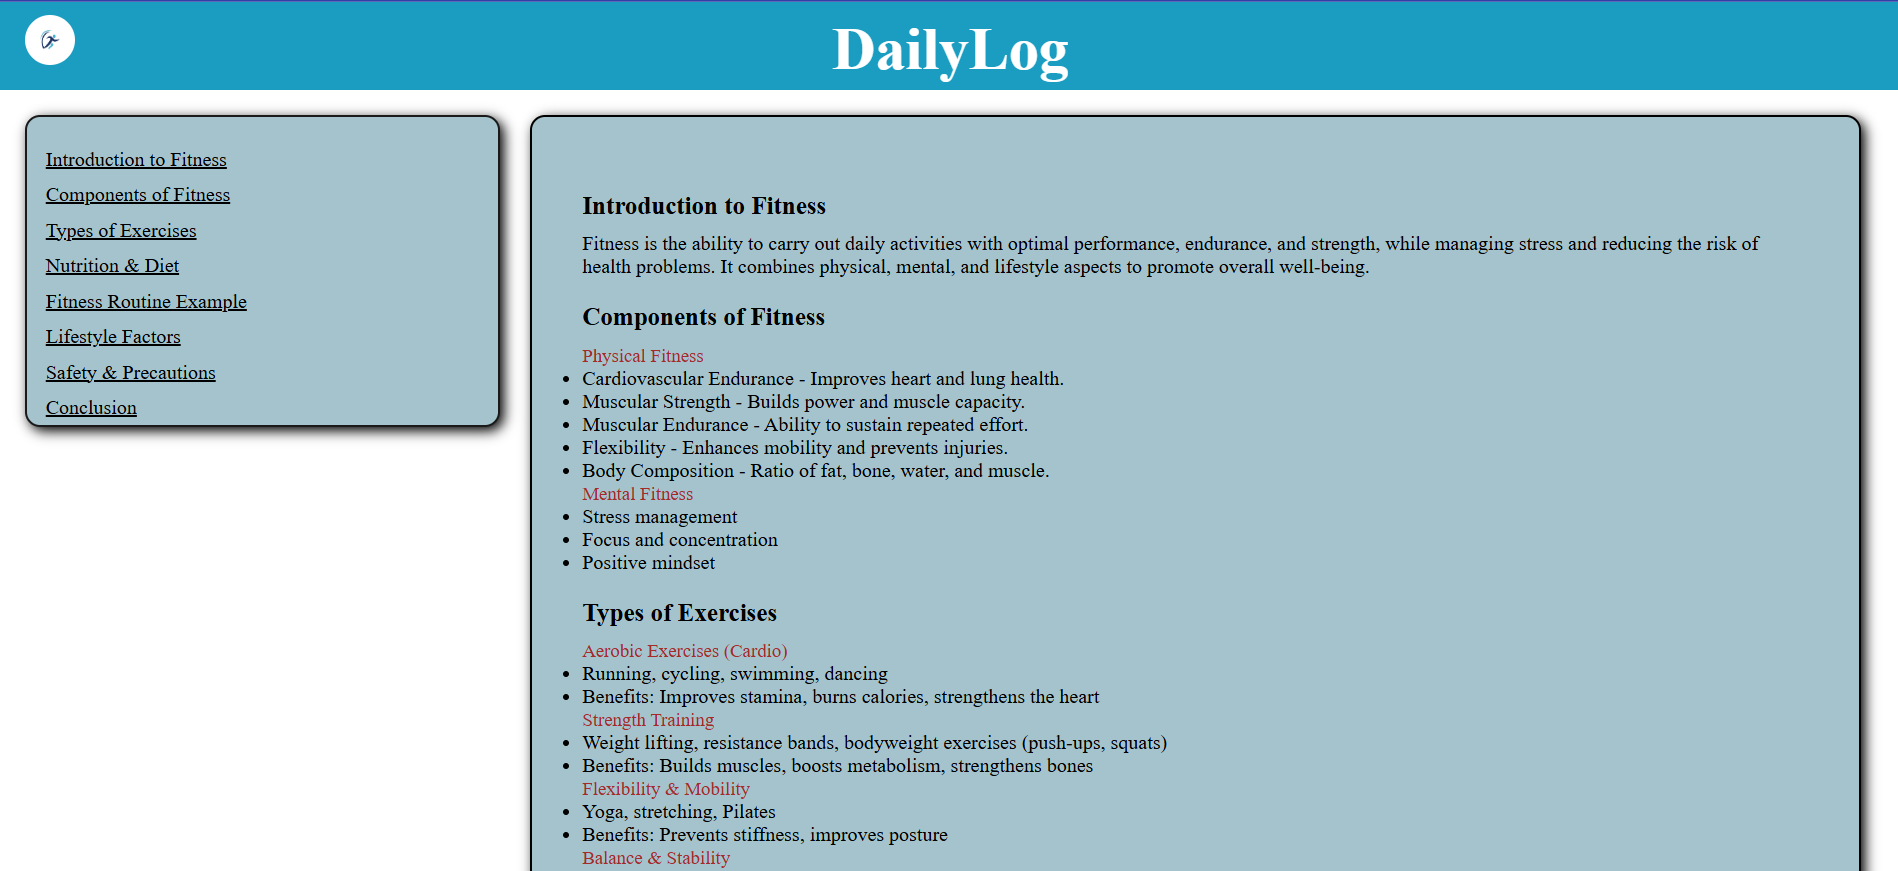 DailyLog
Introduction to Fitness
Components of Fitness
Types of Exercises
Nutrition & Diet
Fitness Routine Example
Lifestyle Factors
Safety & Precautions
Conclusion
Introduction to Fitness
Fitness is the ability to carry out daily activities with optimal performance, endurance, and strength, while managing stress and reducing the risk of
health problems. It combines physical, mental, and lifestyle aspects to promote overall well-being.
Components of Fitness
Physical Fitness
• Cardiovascular Endurance - Improves heart and lung health.
• Muscular Strength - Builds power and muscle capacity.
• Muscular Endurance - Ability to sustain repeated effort.
• Flexibility - Enhances mobility and prevents injuries.
• Body Composition - Ratio of fat, bone, water, and muscle.
Mental Fitness
• Stress management
• Focus and concentration
• Positive mindset
Types of Exercises
Aerobic Exercises (Cardio)
• Running, cycling, swimming, dancing
• Benefits: Improves stamina, burns calories, strengthens the heart
Strength Training
• Weight lifting, resistance bands, bodyweight exercises (push-ups, squats)
• Benefits: Builds muscles, boosts metabolism, strengthens bones
Flexibility & Mobility
• Yoga, stretching, Pilates
• Benefits: Prevents stiffness, improves posture
Balance & Stability